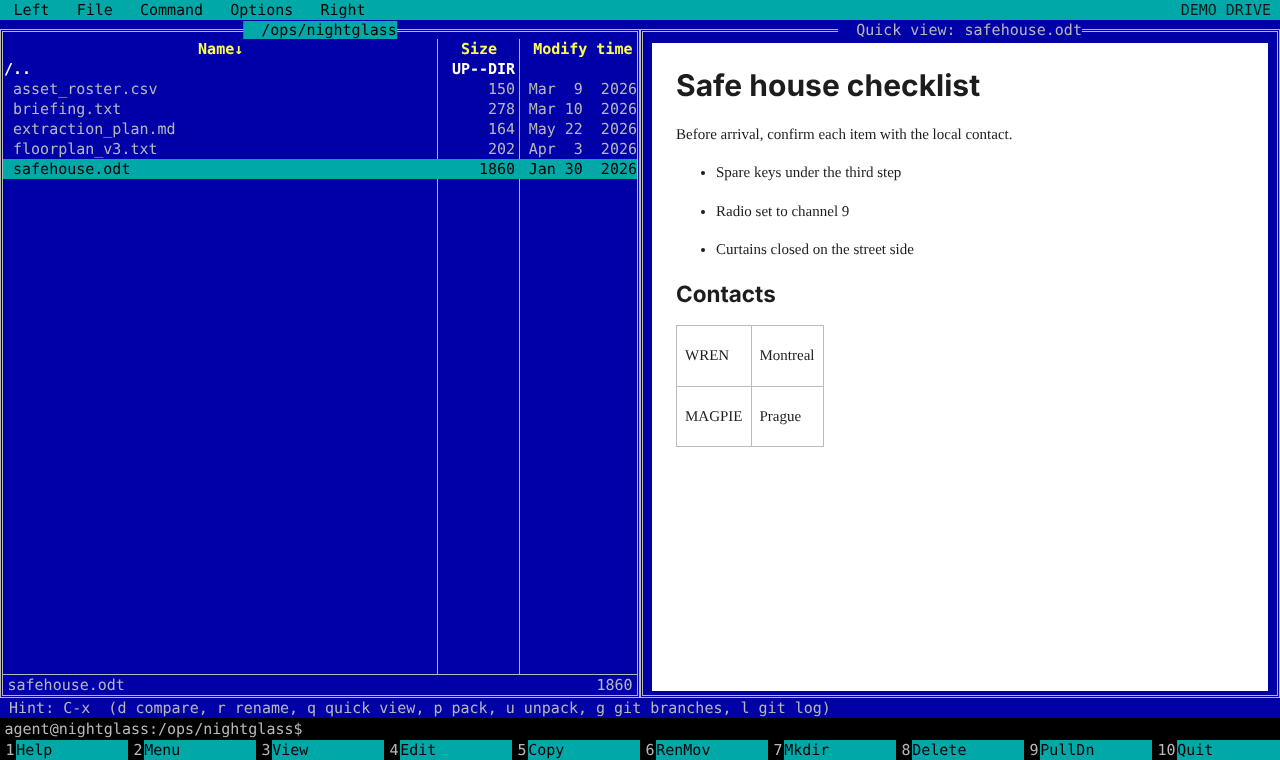 Left File Command Options Right DEMO DRIVE
/ops/nightglass
Quick view: safehouse.odt
Name↓ Size Modify time
/.. UP--DIR
asset_roster.csv 150 Mar 9 2026
briefing.txt 278 Mar 10 2026
extraction_plan.md 164 May 22 2026
floorplan_v3.txt 202 Apr 3 2026
safehouse.odt 1860 Jan 30 2026
safehouse.odt 1860
Safe house checklist
Before arrival, confirm each item with the local contact.
• Spare keys under the third step
• Radio set to channel 9
• Curtains closed on the street side
Contacts
WREN Montreal
MAGPIE Prague
Hint: C-x (d compare, r rename, q quick view, p pack, u unpack, g git branches, l git log)
agent@nightglass:/ops/nightglass$
1Help 2Menu 3View 4Edit 5Copy 6RenMov 7Mkdir 8Delete 9PullDn 10Quit